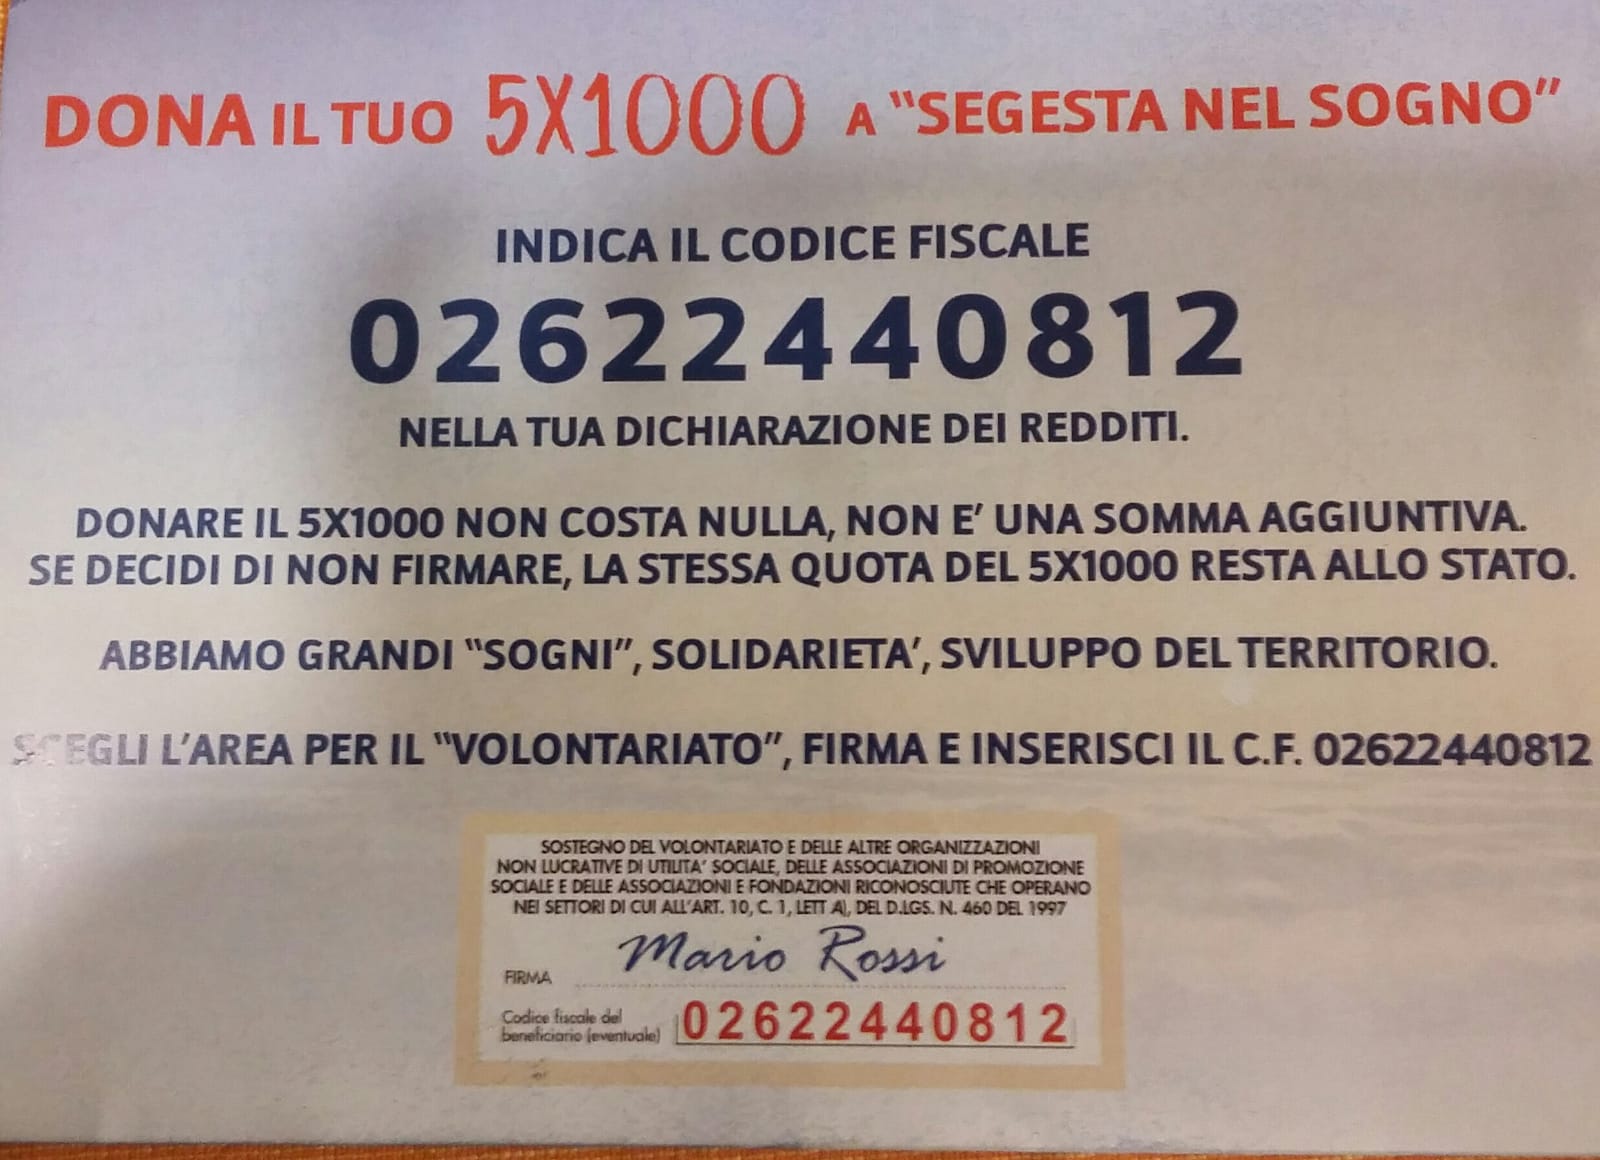 DONA IL TUO 5X1000 A "SEGESTA NEL SOGNO"
INDICA IL CODICE FISCALE
02622440812
NELLA TUA DICHIARAZIONE DEI REDDITI.
DONARE IL 5X1000 NON COSTA NULLA, NON E' UNA SOMMA AGGIUNTIVA.
SE DECIDI DI NON FIRMARE, LA STESSA QUOTA DEL 5X1000 RESTA ALLO STATO.
ABBIAMO GRANDI "SOGNI", SOLIDARIETA', SVILUPPO DEL TERRITORIO.
SCEGLI L'AREA PER IL "VOLONTARIATO", FIRMA E INSERISCI IL C.F. 02622440812
SOSTEGNO DEL VOLONTARIATO E DELLE ALTRE ORGANIZZAZIONI
NON LUCRATIVE DI UTILITA' SOCIALE, DELLE ASSOCIAZIONI DI PROMOZIONE
SOCIALE E DELLE ASSOCIAZIONI E FONDAZIONI RICONOSCIUTE CHE OPERANO
NEI SETTORI DI CUI ALL'ART. 10, C. 1, LETT A), DEL D.LGS. N. 460 DEL 1997
FIRMA Mario Rossi
Codice fiscale del
beneficiario (eventuale) 02622440812